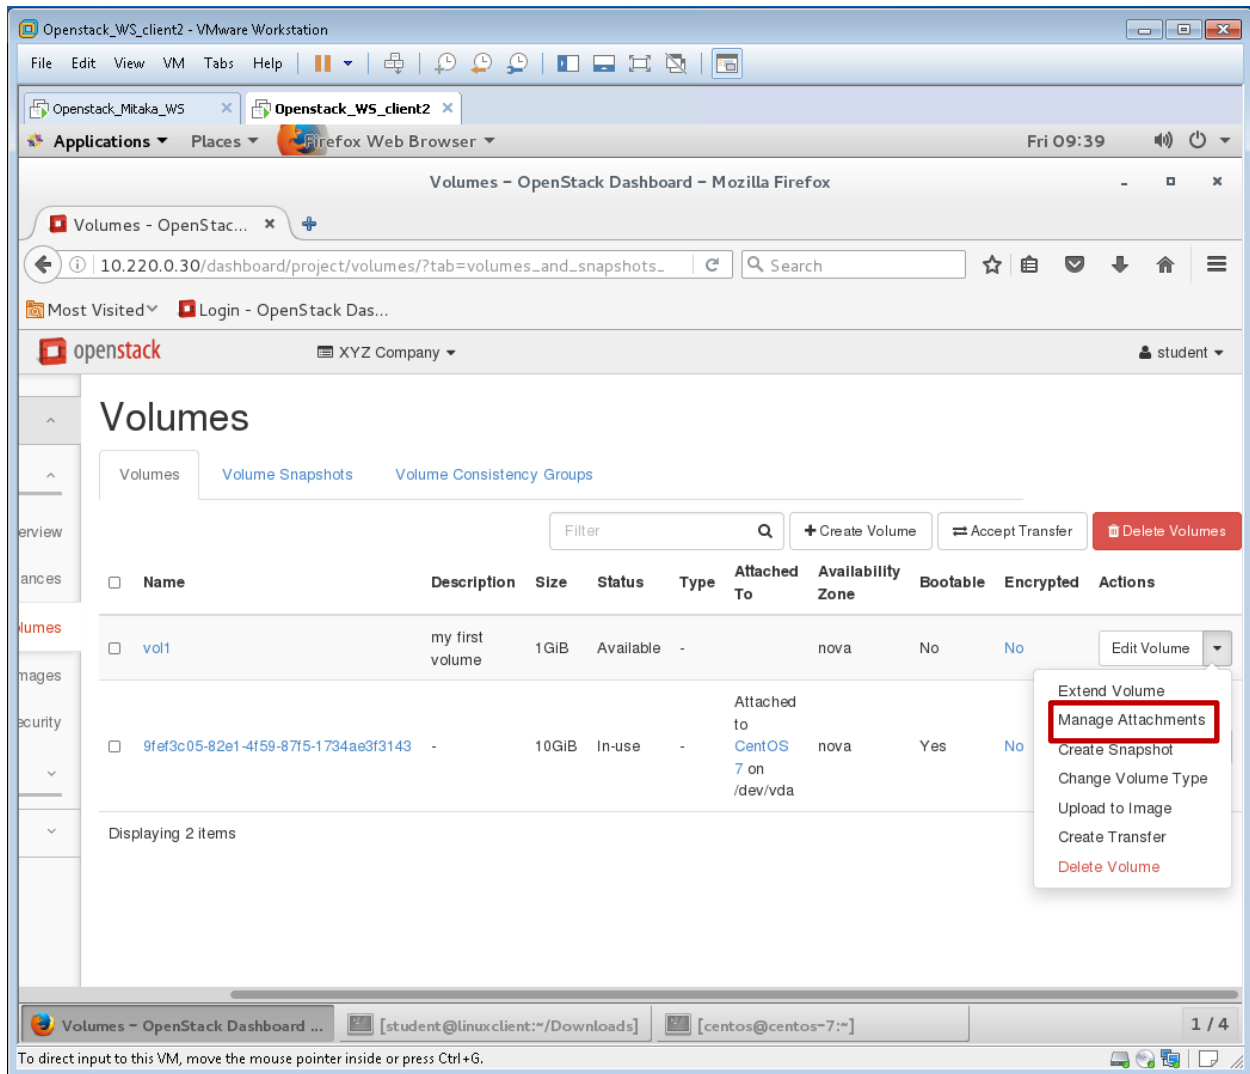 Openstack_WS_client2 - VMware Workstation
File Edit View VM Tabs Help
Openstack_Mitaka_WS Openstack_WS_client2
Applications Places Firefox Web Browser Fri 09:39
Volumes - OpenStack Dashboard - Mozilla Firefox
Volumes - OpenStac...
10.220.0.30/dashboard/project/volumes/?tab=volumes_and_snapshots_ Search
Most Visited Login - OpenStack Das...
openstack XYZ Company student
Volumes
Volumes Volume Snapshots Volume Consistency Groups
erview
Filter Create Volume Accept Transfer Delete Volumes
ances
Name Description Size Status Type Attached To Availability Zone Bootable Encrypted Actions
lumes
vol1 my first volume 1GiB Available - nova No No Edit Volume
mages
Extend Volume
Manage Attachments
Create Snapshot
Change Volume Type
Upload to Image
Create Transfer
Delete Volume
ecurity
9fef3c05-82e1-4f59-87f5-1734ae3f3143 - 10GiB In-use - Attached to CentOS 7 on /dev/vda nova Yes No
Displaying 2 items
Volumes - OpenStack Dashboard ... [student@linuxclient:~/Downloads] [centos@centos-7:~] 1 / 4
To direct input to this VM, move the mouse pointer inside or press Ctrl+G.